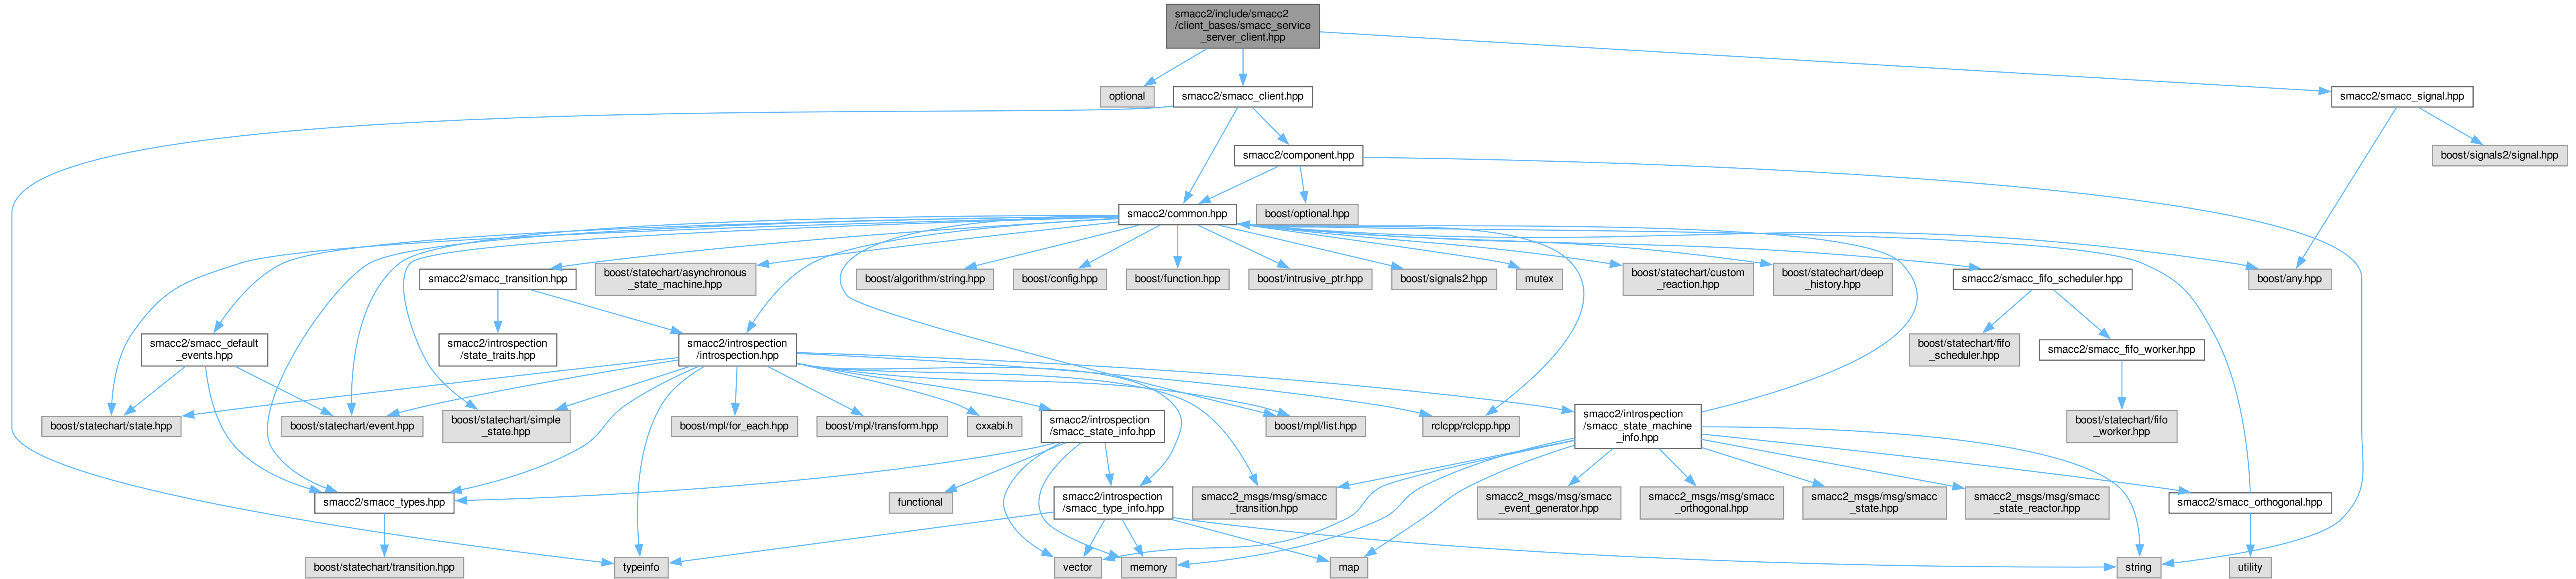 smacc2/include/smacc2
/client_bases/smacc_service
_server_client.hpp
optional
smacc2/smacc_client.hpp
smacc2/smacc_signal.hpp
smacc2/component.hpp
boost/signals2/signal.hpp
smacc2/common.hpp
boost/optional.hpp
smacc2/smacc_transition.hpp
boost/statechart/asynchronous
_state_machine.hpp
boost/algorithm/string.hpp
boost/config.hpp
boost/function.hpp
boost/intrusive_ptr.hpp
boost/signals2.hpp
mutex
boost/statechart/custom
_reaction.hpp
boost/statechart/deep
_history.hpp
smacc2/smacc_fifo_scheduler.hpp
boost/any.hpp
smacc2/smacc_default
_events.hpp
smacc2/introspection
/state_traits.hpp
smacc2/introspection
/introspection.hpp
boost/statechart/fifo
_scheduler.hpp
smacc2/smacc_fifo_worker.hpp
boost/statechart/state.hpp
boost/statechart/event.hpp
boost/statechart/simple
_state.hpp
boost/mpl/for_each.hpp
boost/mpl/transform.hpp
cxxabi.h
smacc2/introspection
/smacc_state_info.hpp
boost/mpl/list.hpp
rclcpp/rclcpp.hpp
smacc2/introspection
/smacc_state_machine
_info.hpp
boost/statechart/fifo
_worker.hpp
smacc2/smacc_types.hpp
functional
smacc2/introspection
/smacc_type_info.hpp
smacc2_msgs/msg/smacc
_transition.hpp
smacc2_msgs/msg/smacc
_event_generator.hpp
smacc2_msgs/msg/smacc
_orthogonal.hpp
smacc2_msgs/msg/smacc
_state.hpp
smacc2_msgs/msg/smacc
_state_reactor.hpp
smacc2/smacc_orthogonal.hpp
boost/statechart/transition.hpp
typeinfo
vector
memory
map
string
utility